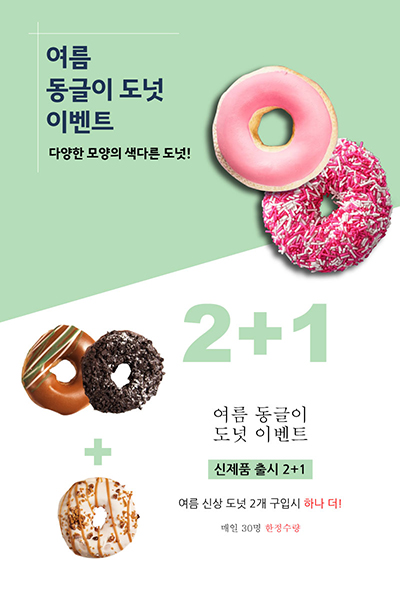 여름
동글이 도넛
이벤트
다양한 모양의 색다른 도넛!
2+1
+
여름 동글이
도넛 이벤트
신제품 출시 2+1
여름 신상 도넛 2개 구입시 하나 더!
매일 30명 한정수량